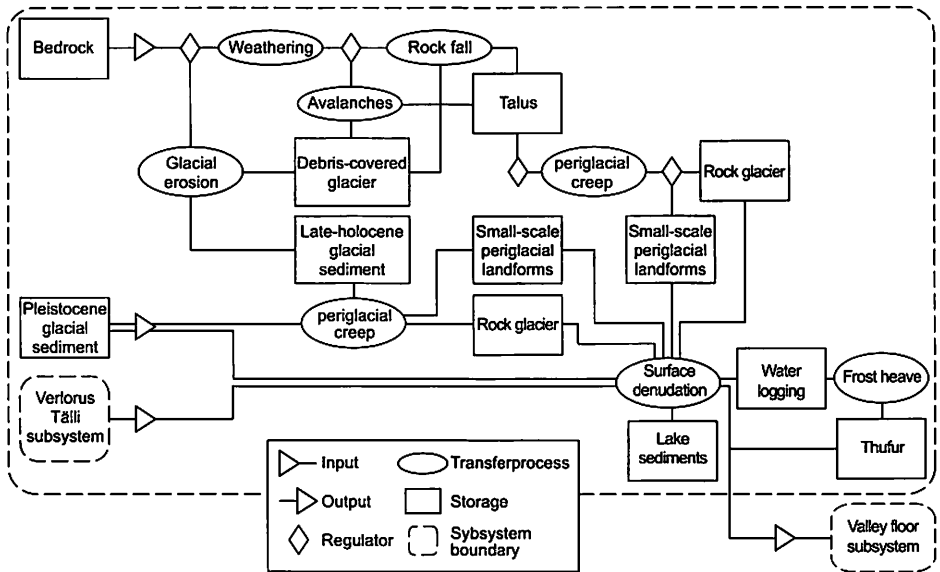 Bedrock
Weathering
Rock fall
Avalanches
Talus
Glacial
erosion
Debris-covered
glacier
periglacial
creep
Rock glacier
Late-holocene
glacial
sediment
Small-scale
periglacial
landforms
Small-scale
periglacial
landforms
Pleistocene
glacial
sediment
periglacial
creep
Rock glacier
Verlorus
Tälli
subsystem
Surface
denudation
Water
logging
Frost heave
Lake
sediments
Thufur
Input
Transferprocess
Output
Storage
Regulator
Sybsystem
boundary
Valley floor
subsystem